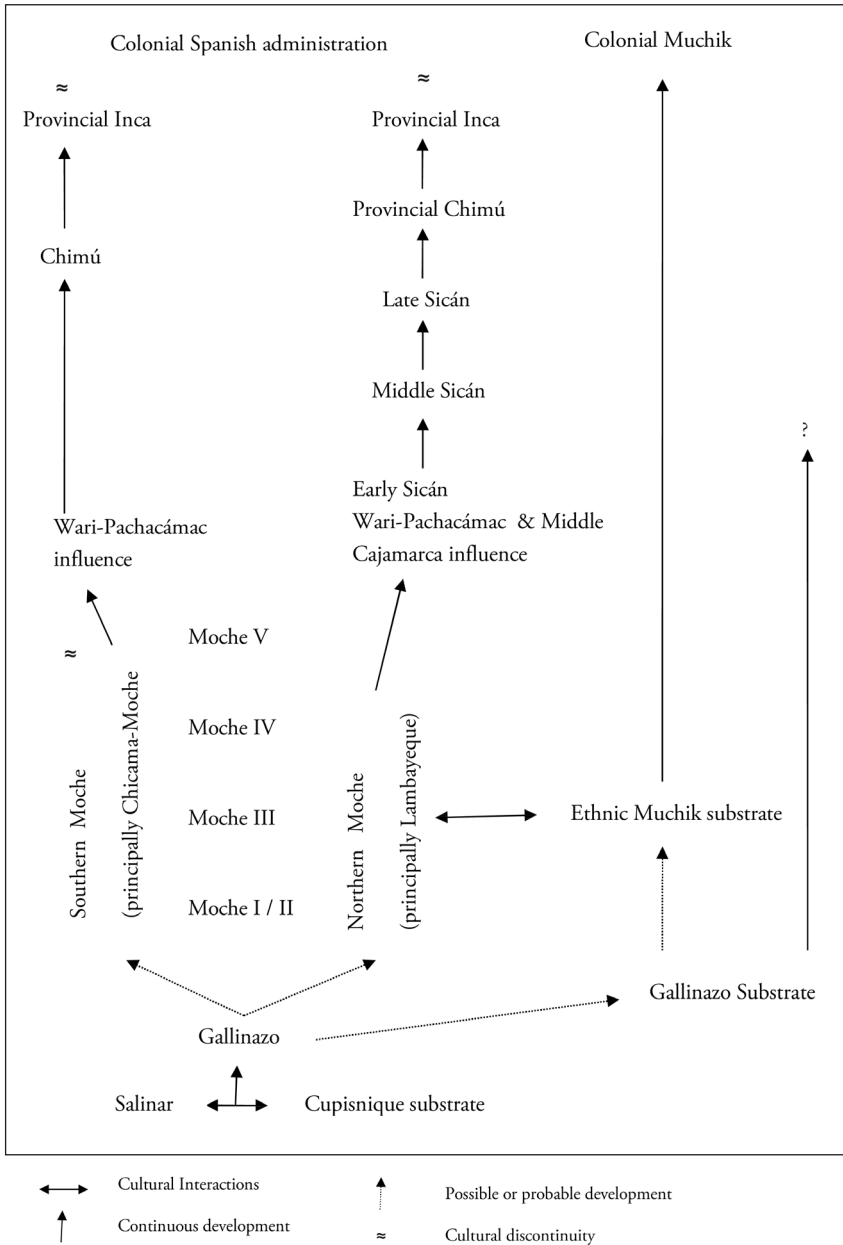 Colonial Spanish administration
Colonial Muchik
≈
≈
Provincial Inca
Provincial Inca
Provincial Chimú
Chimú
Late Sicán
Middle Sicán
?
Early Sicán
Wari-Pachacámac & Middle
Cajamarca influence
Wari-Pachacámac
influence
Moche V
≈
Moche IV
Moche III
Moche I / II
Southern Moche
(principally Chicama-Moche
Northern Moche
(principally Lambayeque)
Ethnic Muchik substrate
Gallinazo Substrate
Gallinazo
Salinar
Cupisnique substrate
Cultural Interactions
Possible or probable development
Continuous development
≈ Cultural discontinuity